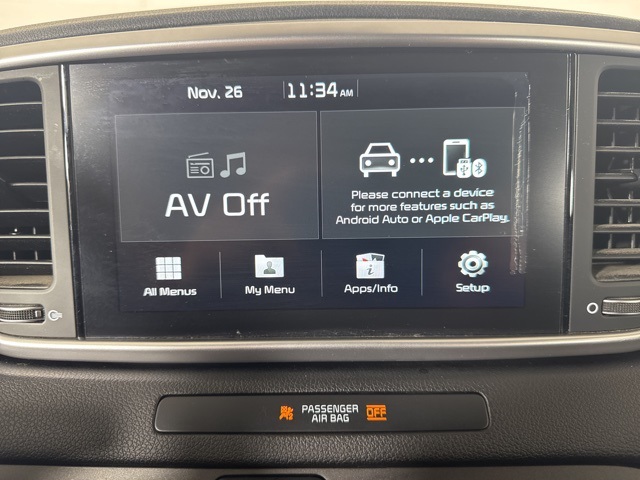 Nov. 26 11:34 AM
AV Off
Please connect a device
for more features such as
Android Auto or Apple CarPlay.
All Menus My Menu Apps/Info Setup
PASSENGER
AIR BAG OFF